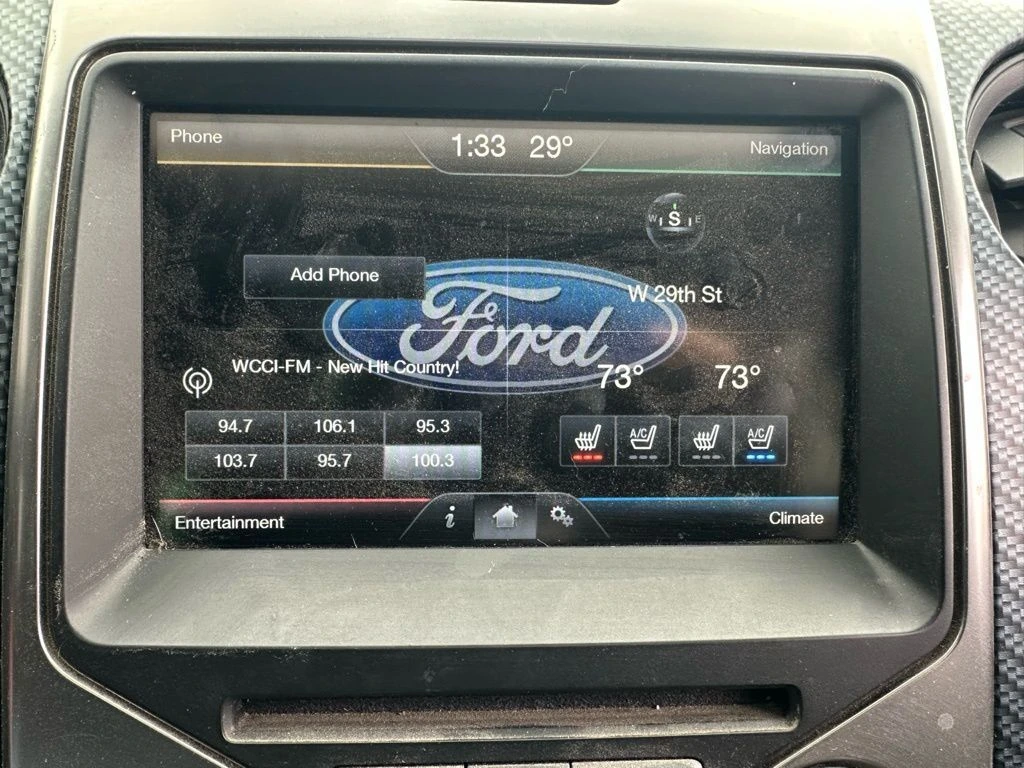 Phone
1:33 29°
Navigation
W S E
Add Phone
Ford
W 29th St
WCCI-FM - New Hit Country!
73° 73°
94.7 106.1 95.3
A/C A/C
103.7 95.7 100.3
Entertainment
i
Climate